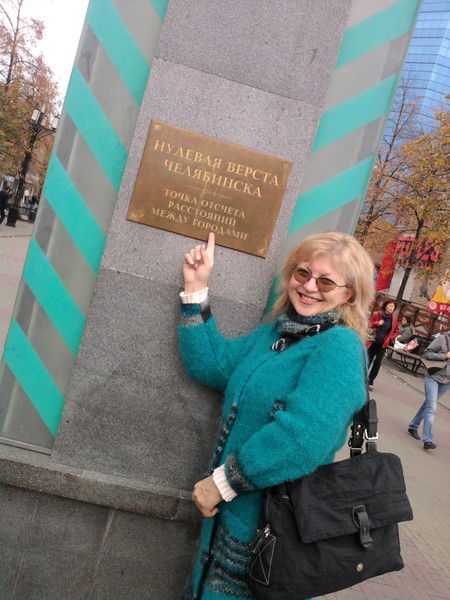 НУЛЕВАЯ ВЕРСТА
ЧЕЛЯБИНСКА
ТОЧКА ОТСЧЕТА
РАССТОЯНИЙ
МЕЖДУ ГОРОДАМИ